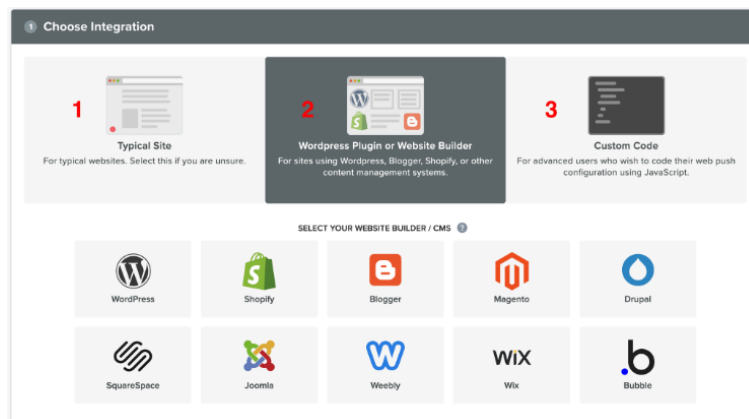 1 Choose Integration
1
2
3
Typical Site
For typical websites. Select this if you are unsure.
Wordpress Plugin or Website Builder
For sites using Wordpress, Blogger, Shopify, or other
content management systems.
Custom Code
For advanced users who wish to code their web push
configuration using JavaScript.
SELECT YOUR WEBSITE BUILDER / CMS ?
WordPress
Shopify
Blogger
Magento
Drupal
SquareSpace
Joomla
Weebly
WiX
Wix
Bubble